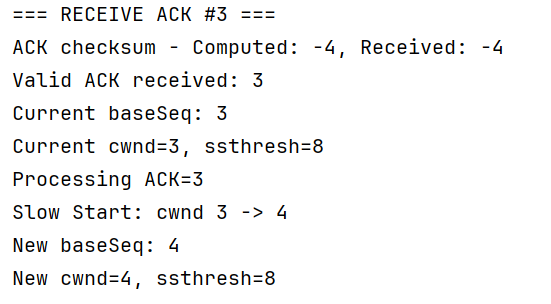 === RECEIVE ACK #3 ===
ACK checksum - Computed: -4, Received: -4
Valid ACK received: 3
Current baseSeq: 3
Current cwnd=3, ssthresh=8
Processing ACK=3
Slow Start: cwnd 3 -> 4
New baseSeq: 4
New cwnd=4, ssthresh=8